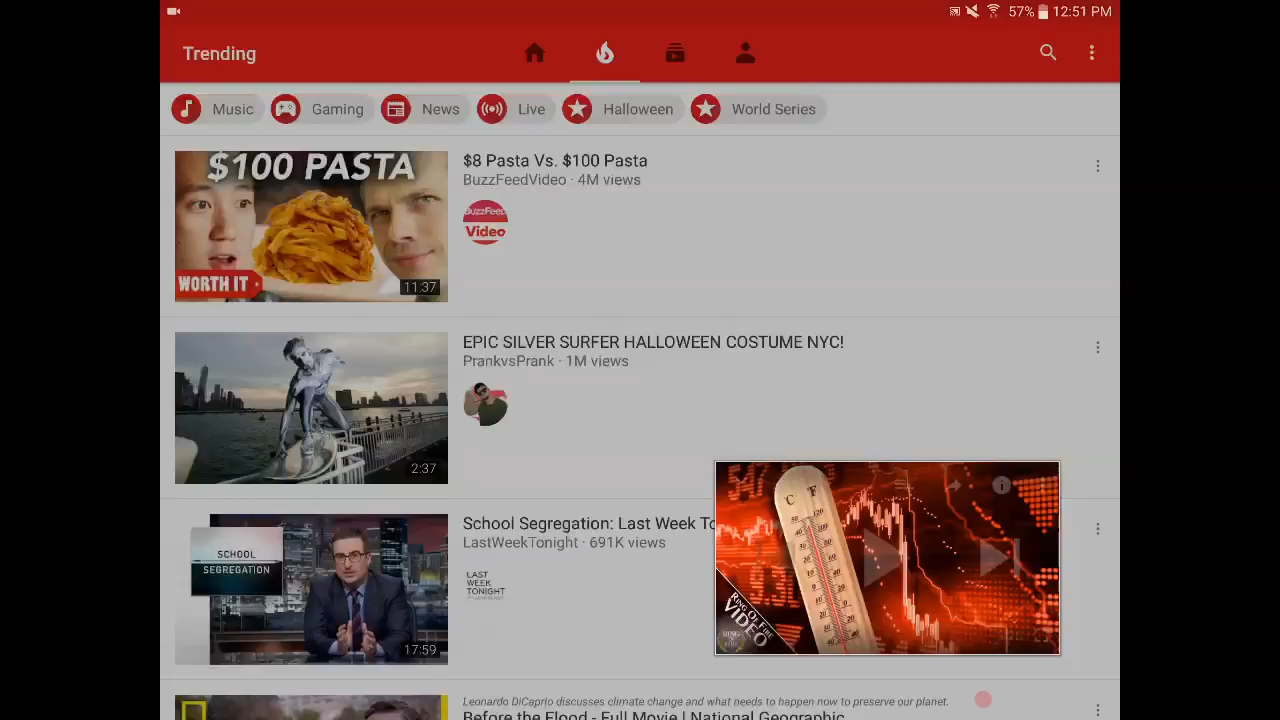 57% 12:51 PM
Trending
Music Gaming News Live Halloween World Series
$100 PASTA
WORTH IT
11:37
$8 Pasta Vs. $100 Pasta
BuzzFeedVideo · 4M views
BuzzFeed
Video
2:37
EPIC SILVER SURFER HALLOWEEN COSTUME NYC!
PrankvsPrank · 1M views
SCHOOL
SEGREGATION
17:59
School Segregation: Last Week To
LastWeekTonight · 691K views
LAST
WEEK
TONIGHT
C F
RING OF FIRE
VIDEO
Leonardo DiCaprio discusses climate change and what needs to happen now to preserve our planet.
Before the Flood - Full Movie | National Geographic